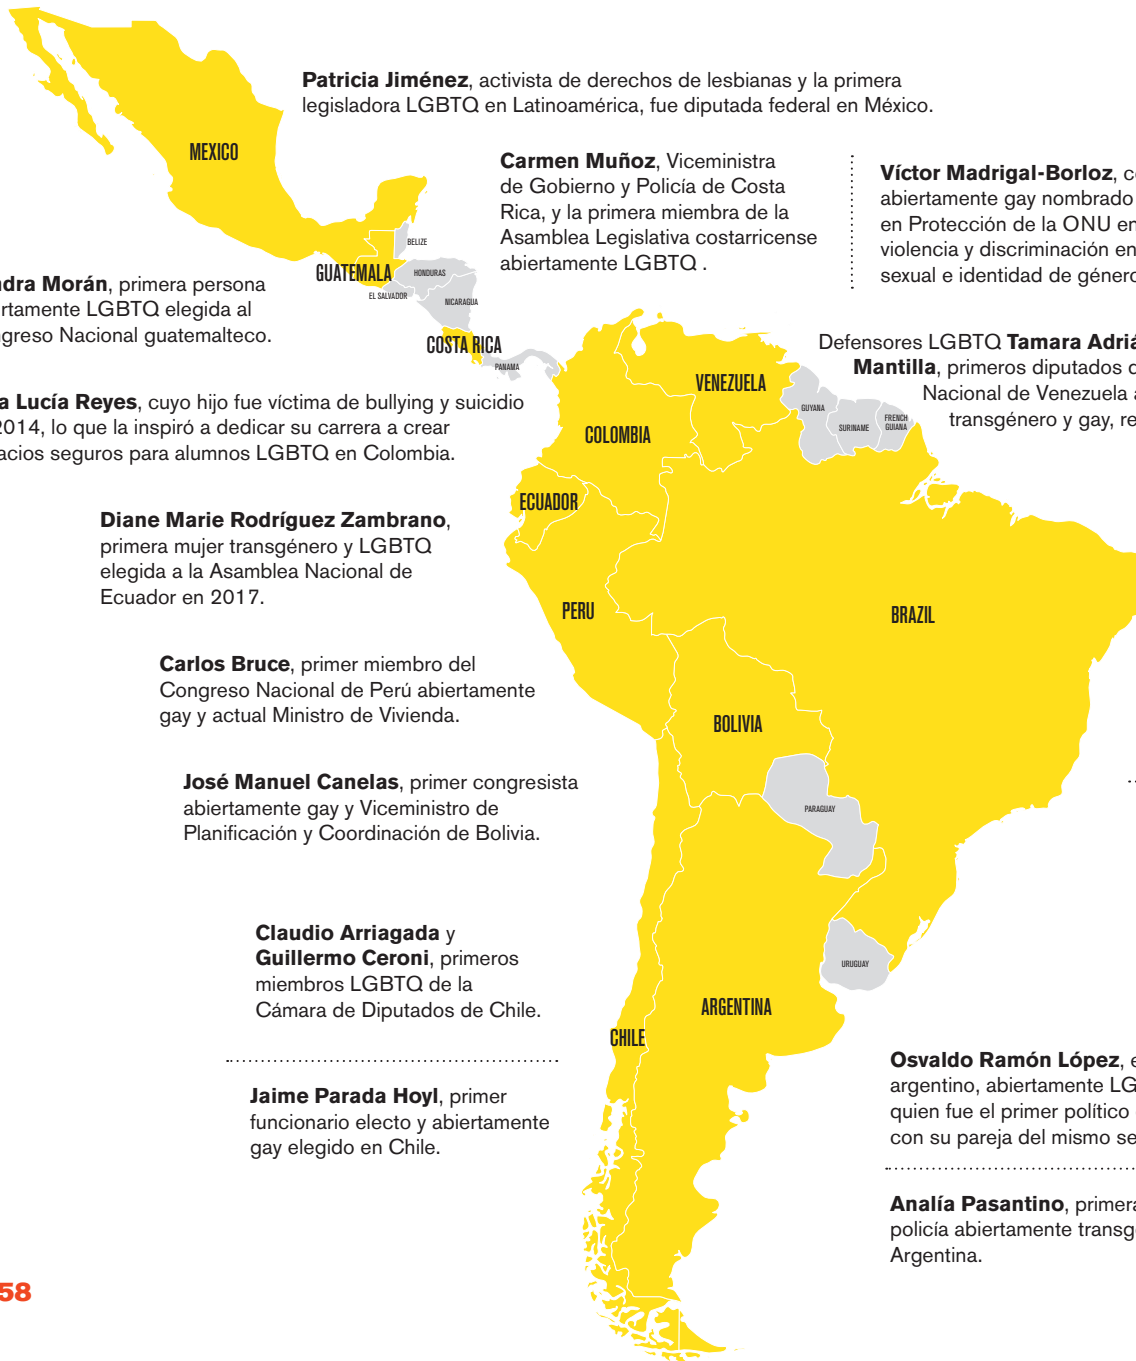 Patricia Jiménez, activista de derechos de lesbianas y la primera
legisladora LGBTQ en Latinoamérica, fue diputada federal en México.
MEXICO
Carmen Muñoz, Viceministra
de Gobierno y Policía de Costa
Rica, y la primera miembra de la
Asamblea Legislativa costarricense
abiertamente LGBTQ .
Víctor Madrigal-Borloz,
abiertamente gay nombrado
en Protección de la ONU en
violencia y discriminación en
sexual e identidad de género
BELIZE
GUATEMALA
HONDURAS
EL SALVADOR
NICARAGUA
COSTA RICA
PANAMA
Morán, primera persona
LGBTQ elegida al
Nacional guatemalteco.
Defensores LGBTQ Tamara
Mantilla, primeros diputados
Nacional de Venezuela
transgénero y gay,
VENEZUELA
GUYANA
SURINAME
FRENCH
GUIANA
COLOMBIA
Lucía Reyes, cuyo hijo fue víctima de bullying y suicidio
2014, lo que la inspiró a dedicar su carrera a crear
seguros para alumnos LGBTQ en Colombia.
ECUADOR
Diane Marie Rodríguez Zambrano,
primera mujer transgénero y LGBTQ
elegida a la Asamblea Nacional de
Ecuador en 2017.
PERU
BRAZIL
Carlos Bruce, primer miembro del
Congreso Nacional de Perú abiertamente
gay y actual Ministro de Vivienda.
BOLIVIA
José Manuel Canelas, primer congresista
abiertamente gay y Viceministro de
Planificación y Coordinación de Bolivia.
PARAGUAY
Claudio Arriagada y
Guillermo Ceroni, primeros
miembros LGBTQ de la
Cámara de Diputados de Chile.
URUGUAY
ARGENTINA
CHILE
Jaime Parada Hoyl, primer
funcionario electo y abiertamente
gay elegido en Chile.
Osvaldo Ramón López,
argentino, abiertamente
quien fue el primer político
con su pareja del mismo
Analía Pasantino, primera
policía abiertamente
Argentina.
58